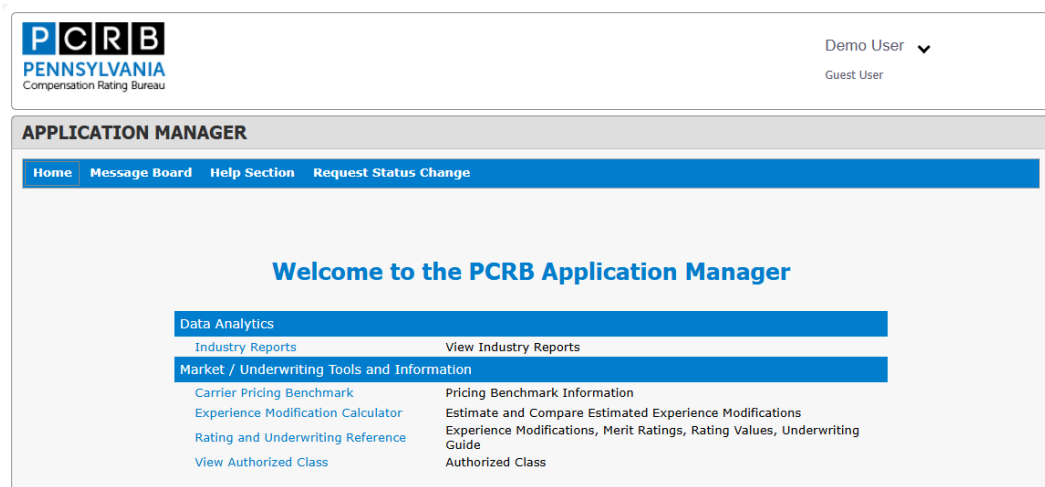 PCRB
PENNSYLVANIA
Compensation Rating Bureau
Demo User
Guest User
APPLICATION MANAGER
Home Message Board Help Section Request Status Change
Welcome to the PCRB Application Manager
Data Analytics
Industry Reports View Industry Reports
Market / Underwriting Tools and Information
Carrier Pricing Benchmark Pricing Benchmark Information
Experience Modification Calculator Estimate and Compare Estimated Experience Modifications
Rating and Underwriting Reference Experience Modifications, Merit Ratings, Rating Values, Underwriting
Guide
View Authorized Class Authorized Class